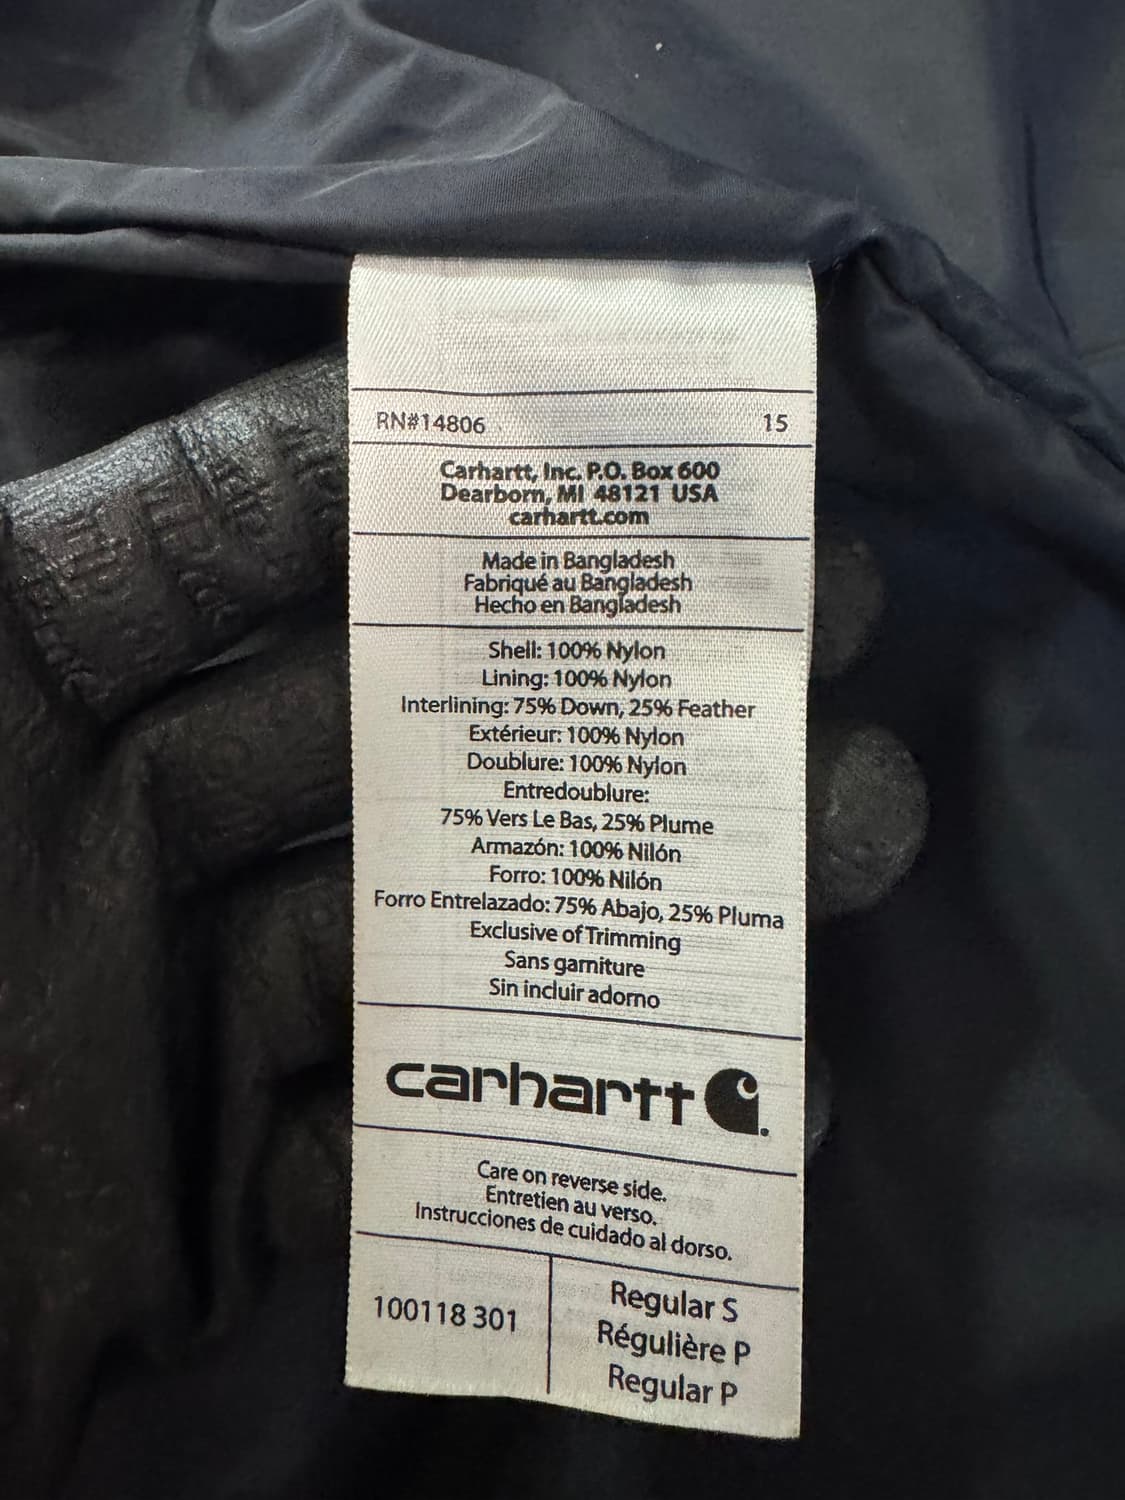 RN#14806 15
Carhartt, Inc. P.O. Box 600
Dearborn, MI 48121 USA
carhartt.com
Made in Bangladesh
Fabriqué au Bangladesh
Hecho en Bangladesh
Shell: 100% Nylon
Lining: 100% Nylon
Interlining: 75% Down, 25% Feather
Extérieur: 100% Nylon
Doublure: 100% Nylon
Entredoublure:
75% Vers Le Bas, 25% Plume
Armazón: 100% Nilón
Forro: 100% Nilón
Forro Entrelazado: 75% Abajo, 25% Pluma
Exclusive of Trimming
Sans garniture
Sin incluir adorno
carhartt
Care on reverse side.
Entretien au verso.
Instrucciones de cuidado al dorso.
100118 301
Regular S
Régulière P
Regular P